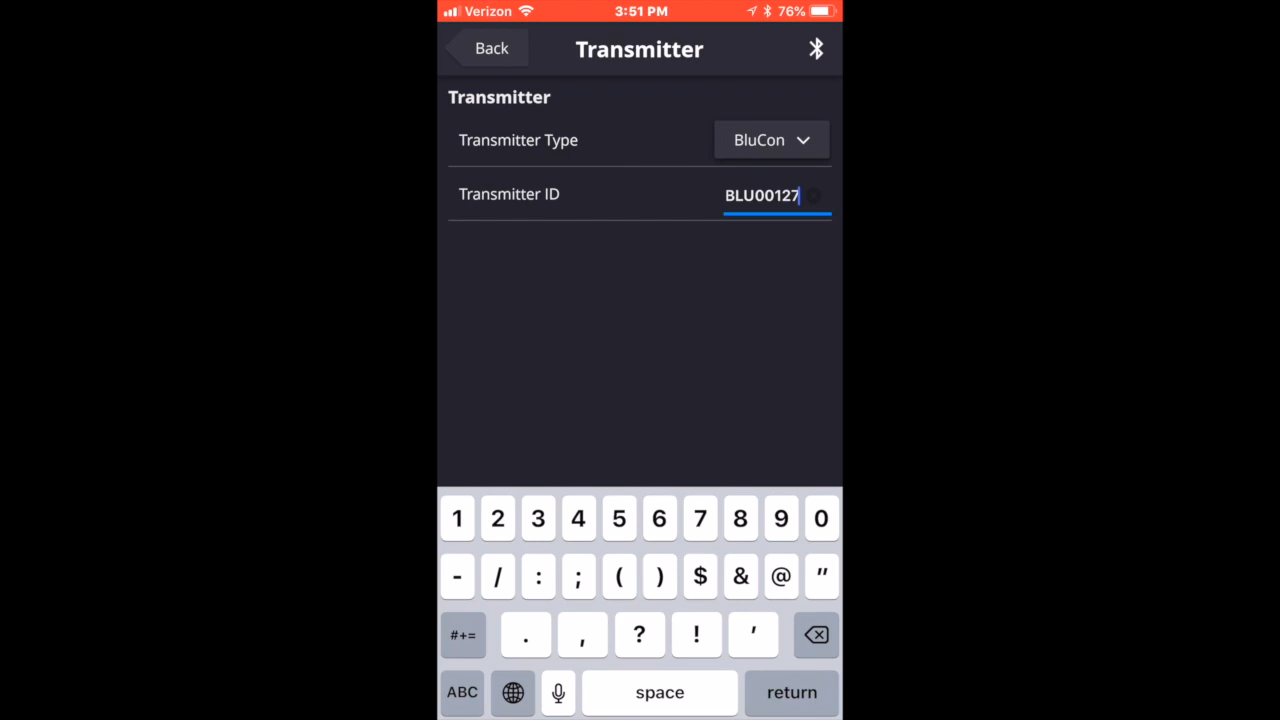 Verizon 3:51 PM 76%
Back Transmitter
Transmitter
Transmitter Type BluCon
Transmitter ID BLU00127
1 2 3 4 5 6 7 8 9 0
- / : ; ( ) $ & @ "
#+= . , ? ! '
ABC space return